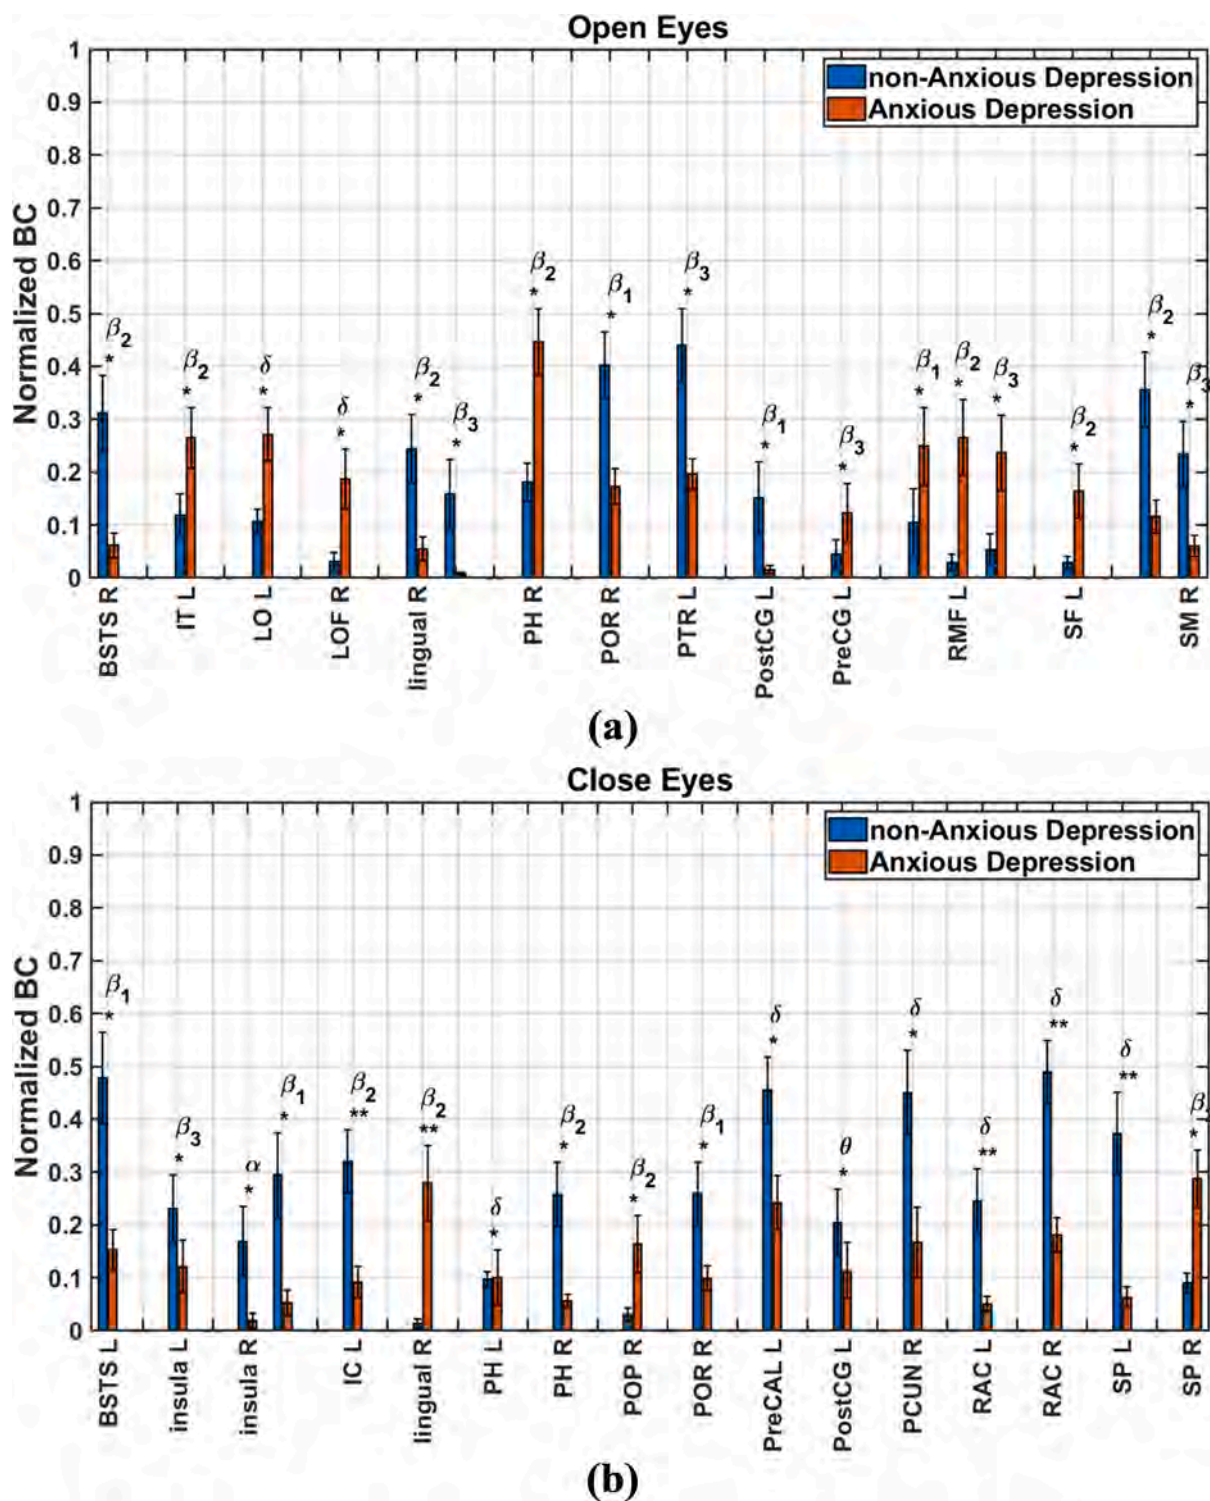 Open Eyes
non-Anxious Depression
Anxious Depression
Normalized BC
1
0.9
0.8
0.7
0.6
0.5
0.4
0.3
0.2
0.1
0
β2
*
β2
*
δ
*
δ
*
β2
*
β3
*
β2
*
β1
*
β3
*
β1
*
β3
*
β1
*
β2
*
β3
*
β2
*
β2
*
β3
*
BSTS R
IT L
LO L
LOF R
lingual R
PH R
POR R
PTR L
PostCG L
PreCG L
RMF L
SF L
SM R
(a)
Close Eyes
non-Anxious Depression
Anxious Depression
Normalized BC
1
0.9
0.8
0.7
0.6
0.5
0.4
0.3
0.2
0.1
0
β1
*
β3
*
α
*
β1
*
β2
**
β2
**
δ
*
β2
*
β2
*
β1
*
δ
*
θ
*
δ
*
δ
**
δ
**
δ
**
β
*
BSTS L
insula L
insula R
IC L
lingual R
PH L
PH R
POP R
POR R
PreCAL L
PostCG L
PCUN R
RAC L
RAC R
SP L
SP R
(b)